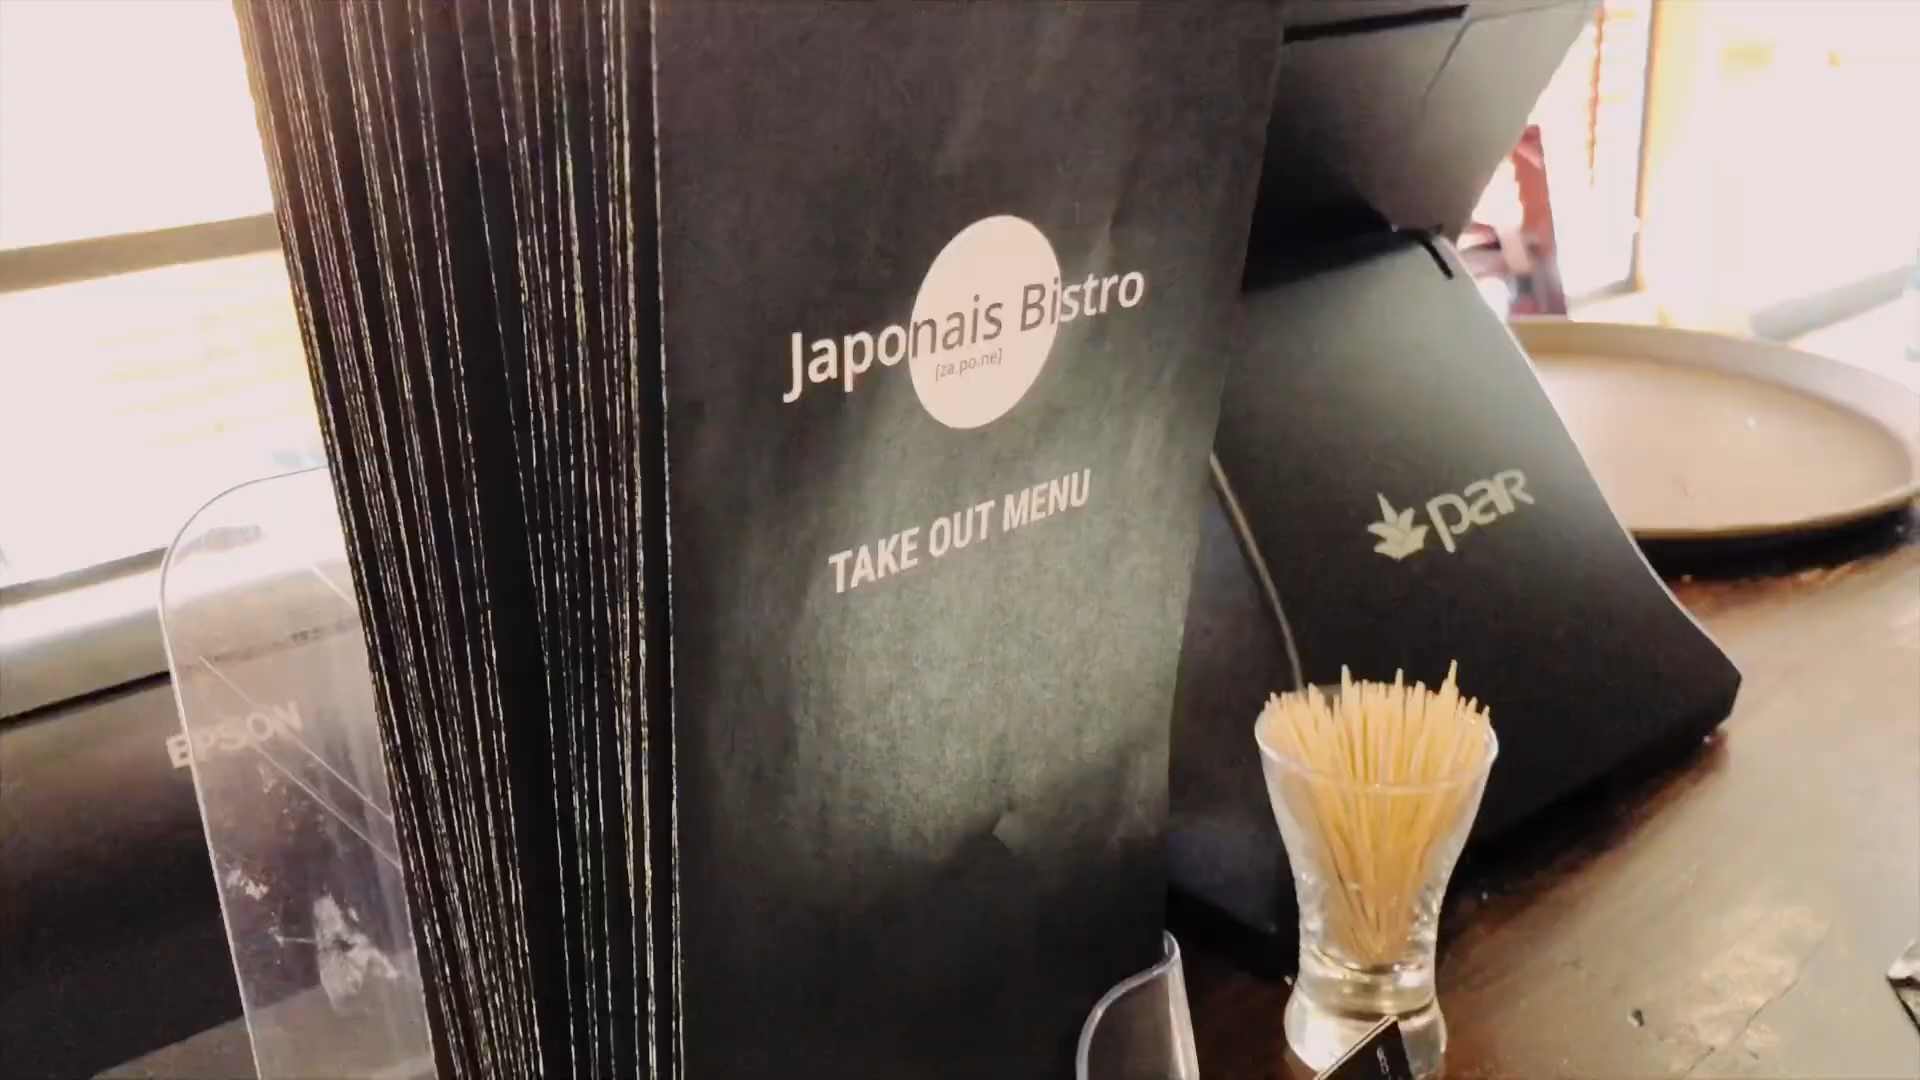 Japonais Bistro
[za.po.ne]
TAKE OUT MENU
par
EPSON